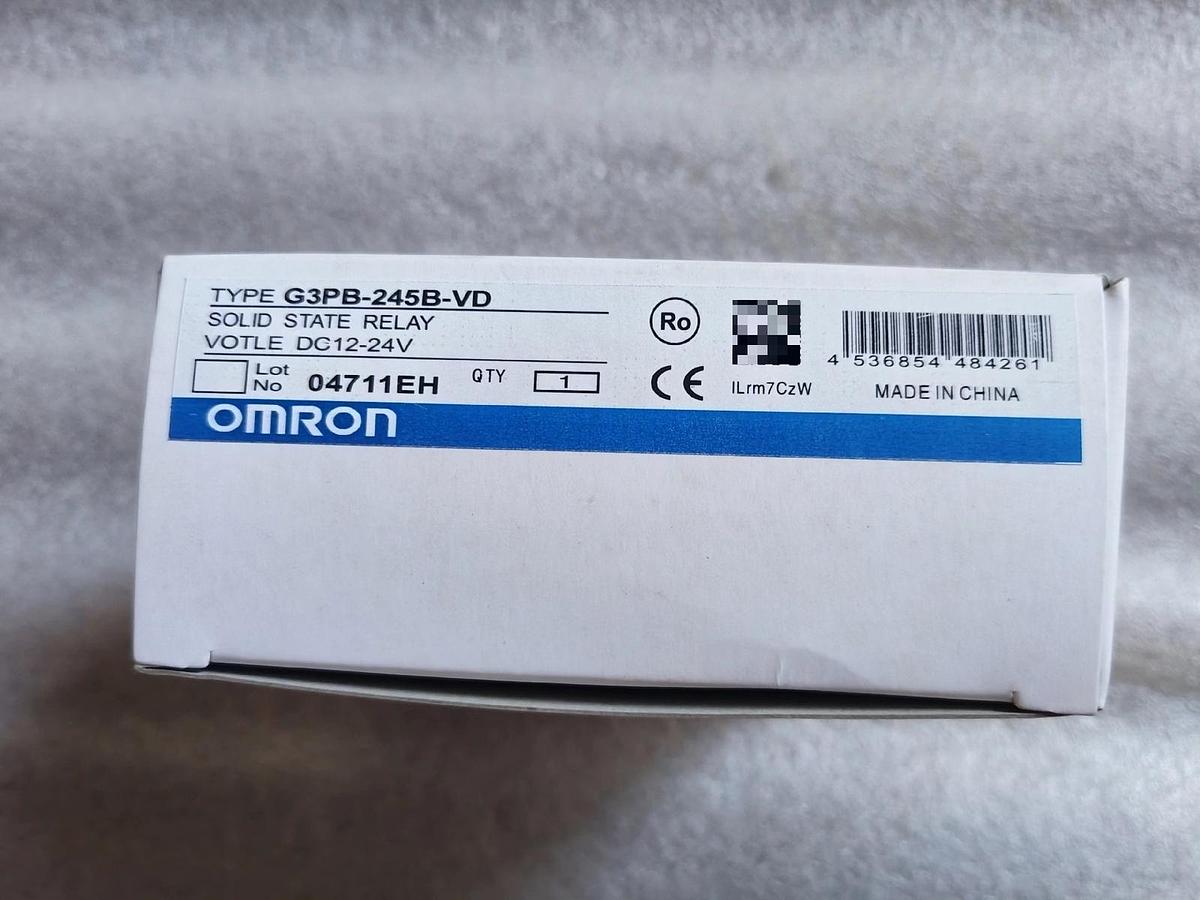 TYPE G3PB-245B-VD
SOLID STATE RELAY
VOTLE DC12-24V
Lot No 04711EH QTY 1
OMRON
Ro
CE
ILrm7CzW
4 536854 484261
MADE IN CHINA